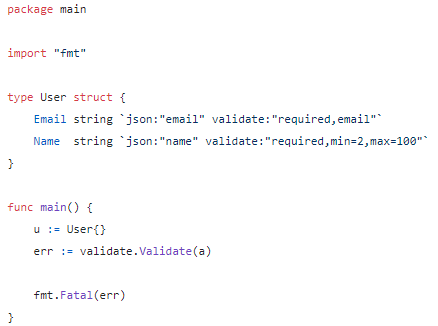 package main
import "fmt"
type User struct {
    Email string `json:"email" validate:"required,email"`
    Name  string `json:"name" validate:"required,min=2,max=100"`
}
func main() {
    u := User{}
    err := validate.Validate(a)
    fmt.Fatal(err)
}